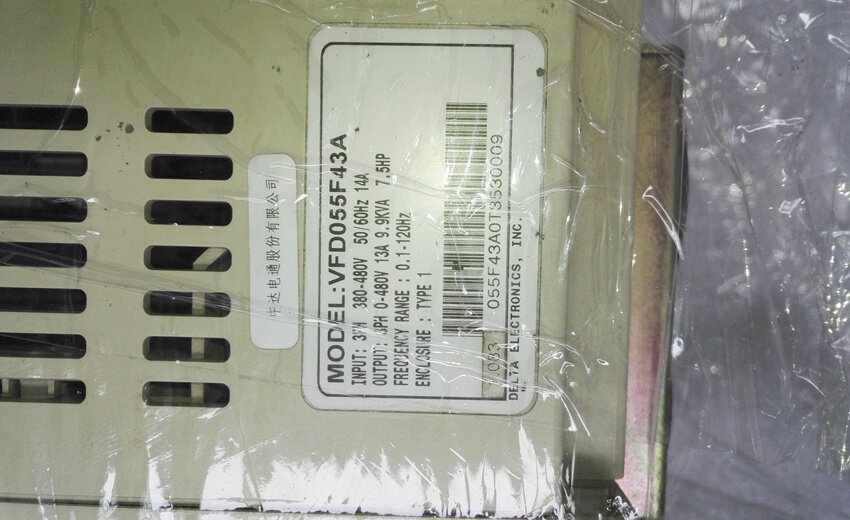 中达电通股份有限公司
MODEL:VFD055F43A
INPUT: 3PH 380-480V 50/60Hz 14A
OUTPUT: 3PH 0-480V 13A 9.9KVA 7.5HP
FREQUENCY RANGE : 0.1-120Hz
ENCLOSURE : TYPE 1
055F43A0T3530009
DELTA ELECTRONICS, INC.